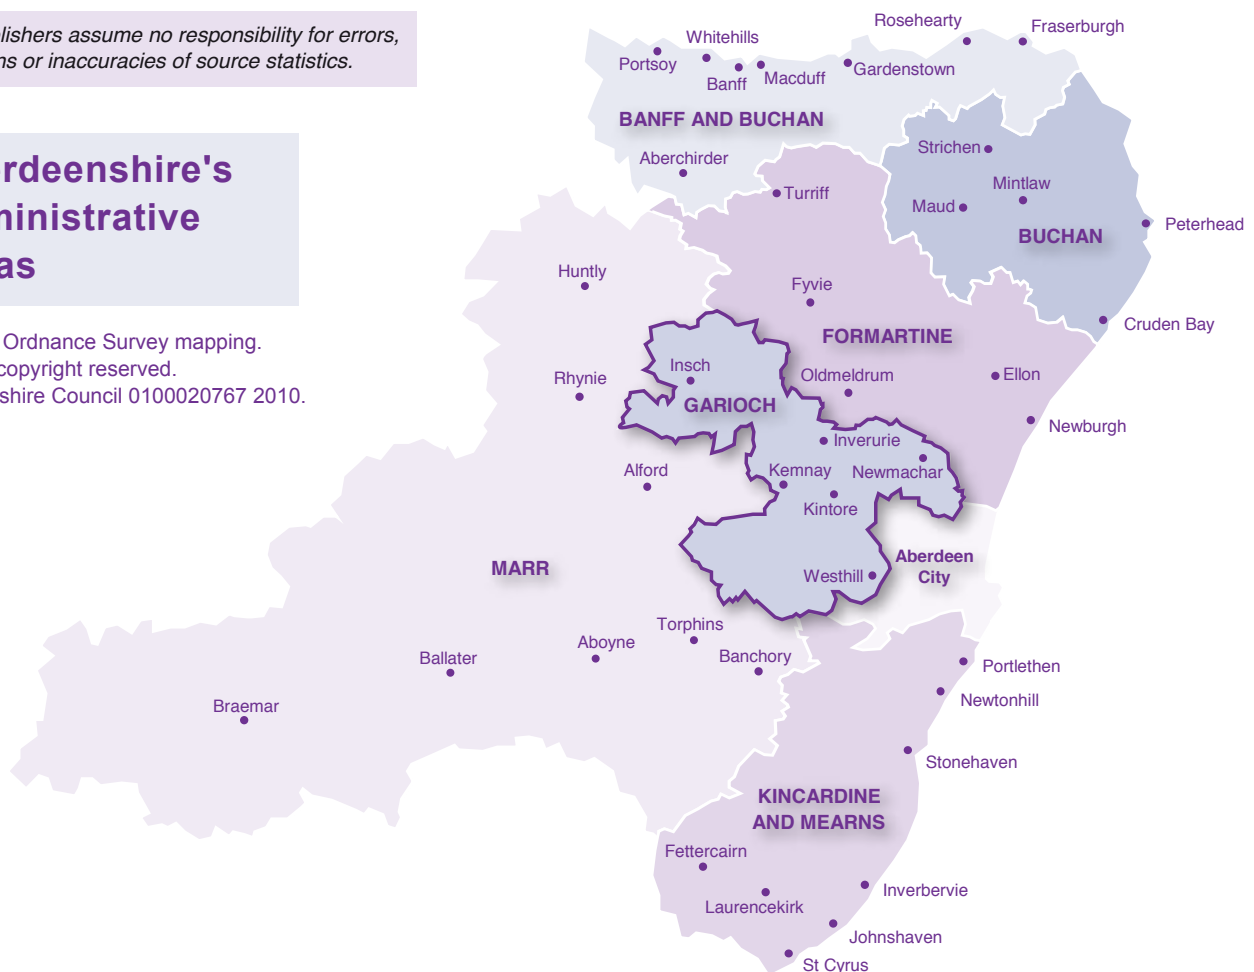 lishers assume no responsibility for errors,
ns or inaccuracies of source statistics.
rdeenshire's
ministrative
as
Ordnance Survey mapping.
copyright reserved.
shire Council 0100020767 2010.
Rosehearty
Fraserburgh
Whitehills
Portsoy
Banff
Macduff
Gardenstown
BANFF AND BUCHAN
Aberchirder
Strichen
Mintlaw
Maud
Turriff
Peterhead
BUCHAN
Huntly
Fyvie
Cruden Bay
FORMARTINE
Insch
Rhynie
Oldmeldrum
Ellon
GARIOCH
Newburgh
Inverurie
Alford
Kemnay
Newmachar
Kintore
Aberdeen
City
MARR
Westhill
Torphins
Aboyne
Banchory
Ballater
Portlethen
Braemar
Newtonhill
Stonehaven
KINCARDINE
AND MEARNS
Fettercairn
Inverbervie
Laurencekirk
Johnshaven
St Cyrus